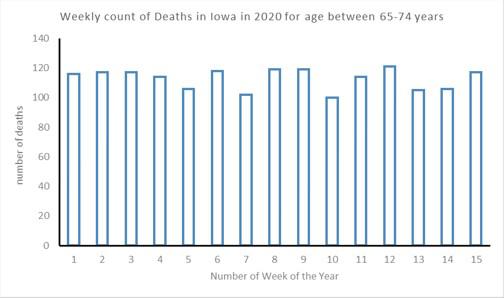 Weekly count of Deaths in Iowa in 2020 for age between 65-74 years
number of deaths
140
120
100
80
60
40
20
0
1 2 3 4 5 6 7 8 9 10 11 12 13 14 15
Number of Week of the Year